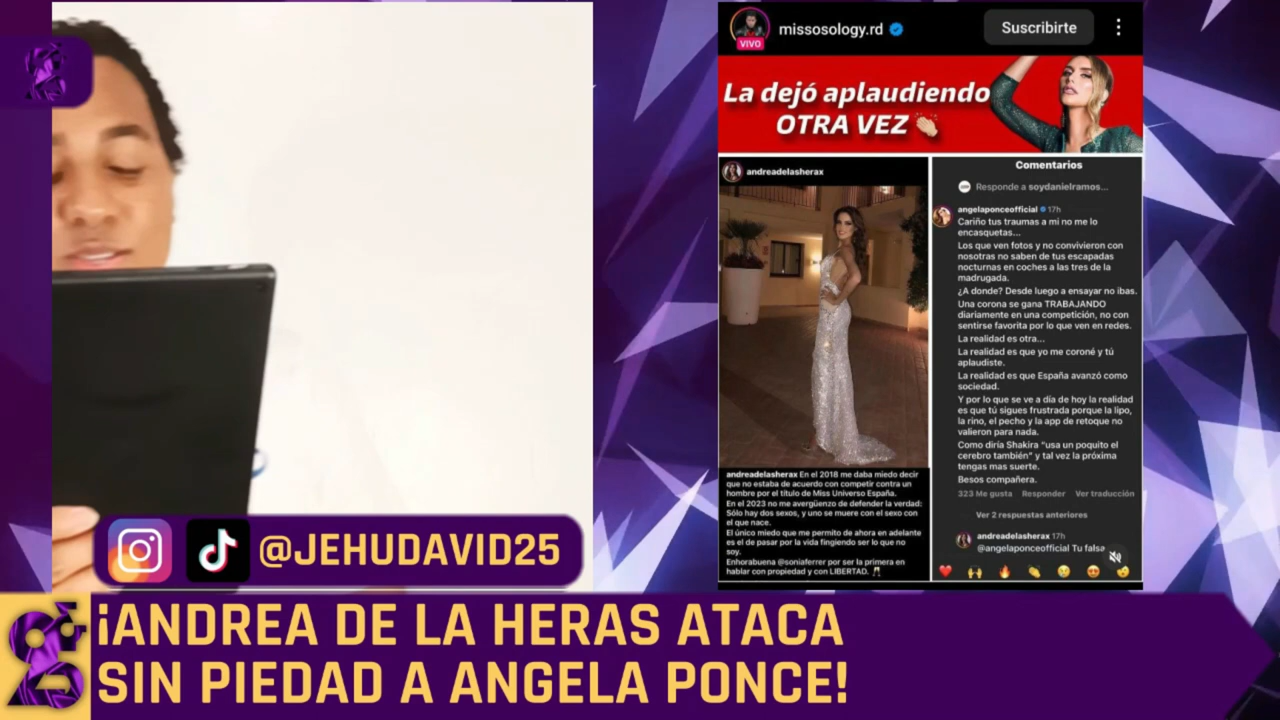 missosology.rd
VIVO
Suscribirte
La dejó aplaudiendo
OTRA VEZ
andreadelasherax
Comentarios
Responde a soydanielramos...
angelaponceofficial 17h
Cariño tus traumas a mi no me lo
encasquetas...
Los que ven fotos y no convivieron con
nosotras no saben de tus escapadas
nocturnas en coches a las tres de la
madrugada.
¿A donde? Desde luego a ensayar no ibas.
Una corona se gana TRABAJANDO
diariamente en una competición, no con
sentirse favorita por lo que ven en redes.
La realidad es otra...
La realidad es que yo me coroné y tú
aplaudiste.
La realidad es que España avanzó como
sociedad.
Y por lo que se ve a día de hoy la realidad
es que tú sigues frustrada porque la lipo,
la rino, el pecho y la app de retoque no
valieron para nada.
Como diría Shakira "usa un poquito el
cerebro también" y tal vez la próxima
tengas mas suerte.
Besos compañera.
323 Me gusta Responder Ver traducción
Ver 2 respuestas anteriores
andreadelasherax 17h
@angelaponceofficial Tu falsa
andreadelasherax En el 2018 me daba miedo decir
que no estaba de acuerdo con competir contra un
hombre por el título de Miss Universo España.
En el 2023 no me avergüenzo de defender la verdad:
Sólo hay dos sexos, y uno se muere con el sexo con
el que nace.
El único miedo que me permito de ahora en adelante
es el de pasar por la vida fingiendo ser lo que no
soy.
Enhorabuena @soniaferrer por ser la primera en
hablar con propiedad y con LIBERTAD.
@JEHUDAVID25
¡ANDREA DE LA HERAS ATACA
SIN PIEDAD A ANGELA PONCE!